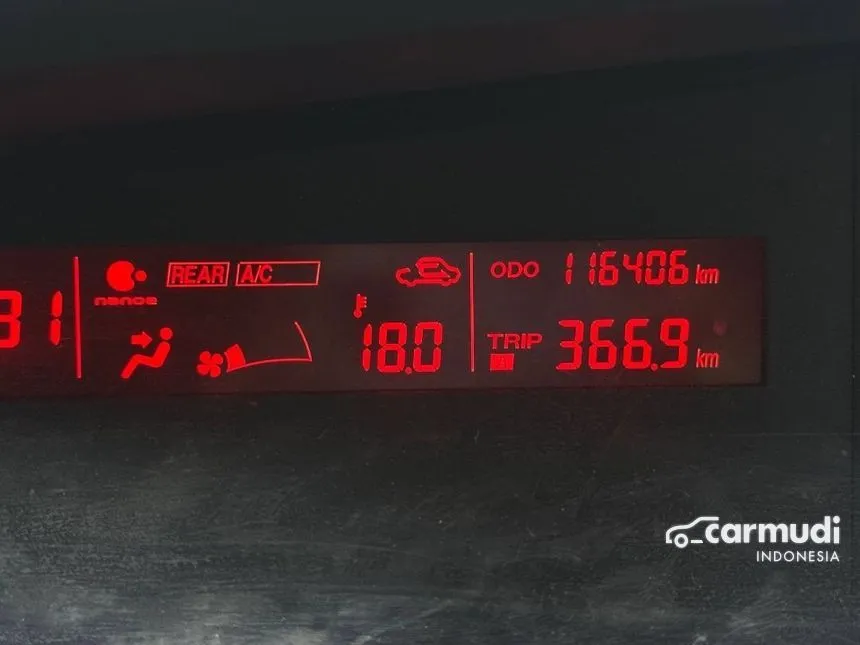 31
nanoe
REAR A/C
18.0
ODO 116406 km
TRIP A 366.9 km
carmudi
INDONESIA